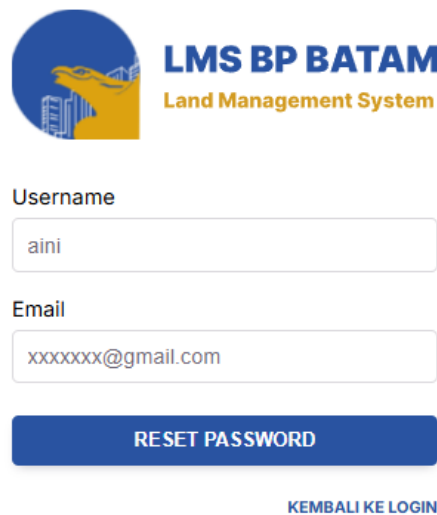 LMS BP BATAM
Land Management System
Username
aini
Email
xxxxxxx@gmail.com
RESET PASSWORD
KEMBALI KE LOGIN